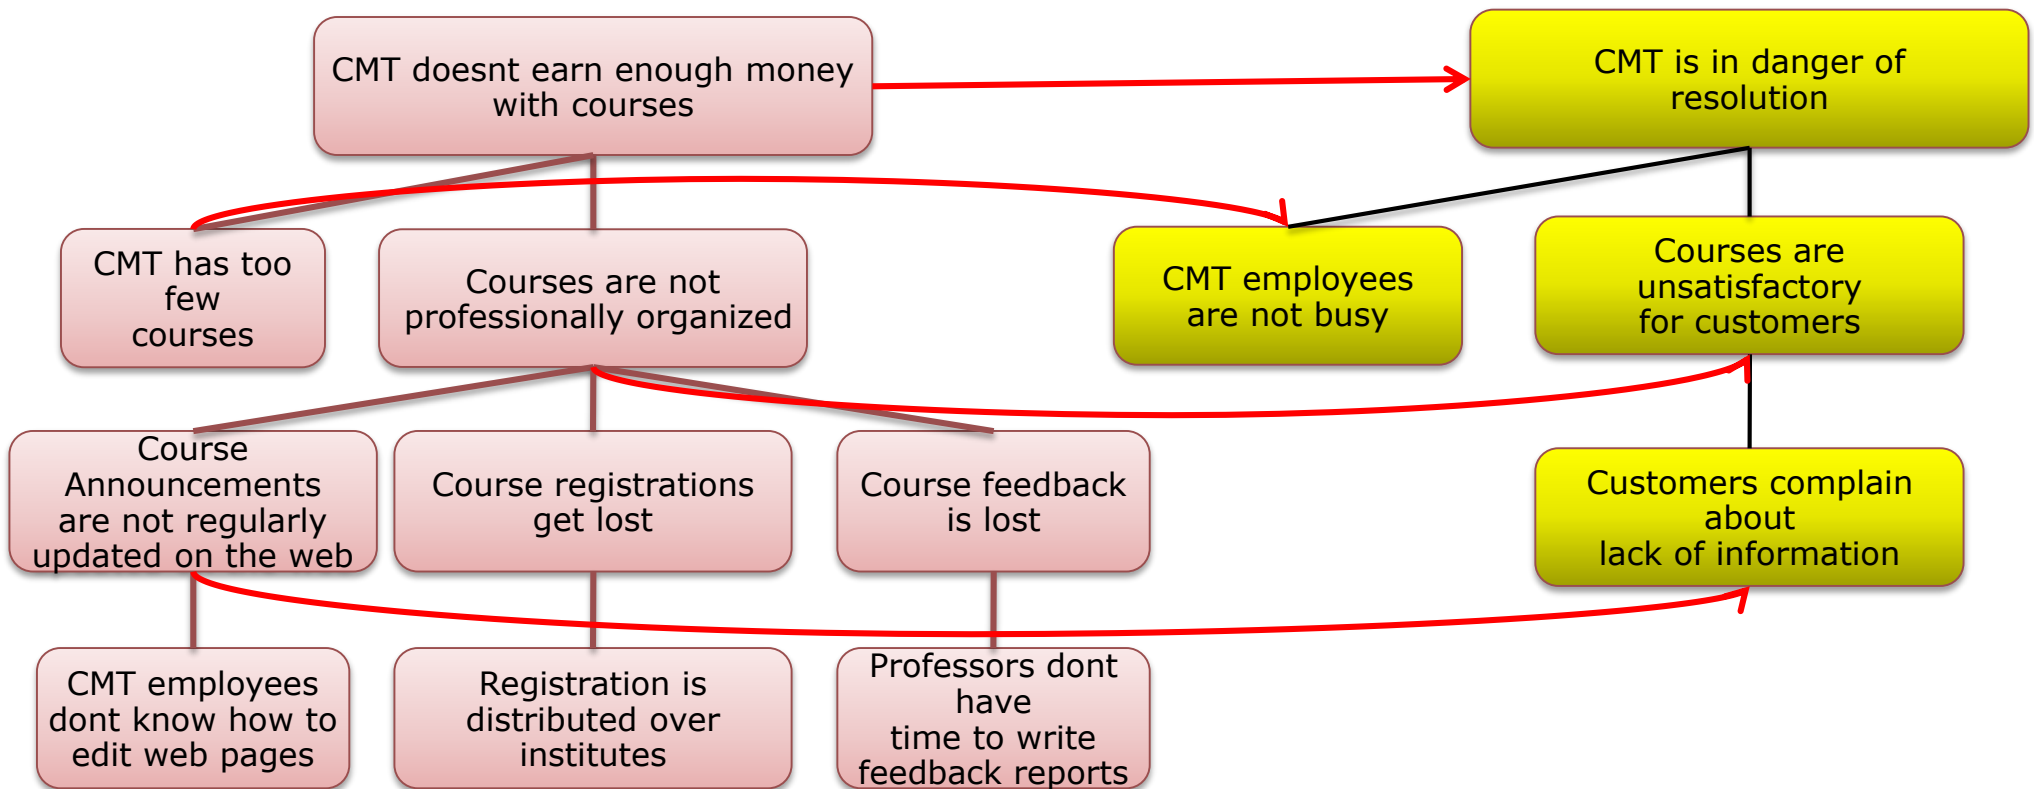 CMT doesnt earn enough money
with courses
CMT is in danger of
resolution
CMT has too
few
courses
Courses are not
professionally organized
CMT employees
are not busy
Courses are
unsatisfactory
for customers
Course
Announcements
are not regularly
updated on the web
Course registrations
get lost
Course feedback
is lost
Customers complain
about
lack of information
CMT employees
dont know how to
edit web pages
Registration is
distributed over
institutes
Professors dont
have
time to write
feedback reports